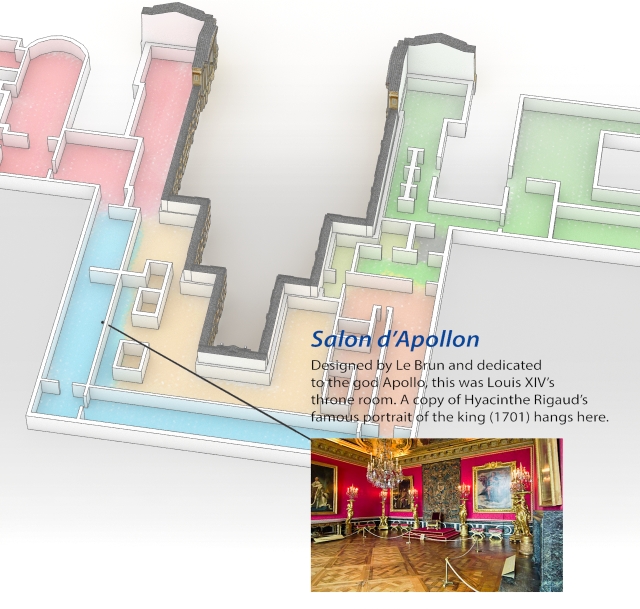 Salon d’Apollon
Designed by Le Brun and dedicated
to the god Apollo, this was Louis XIV’s
throne room. A copy of Hyacinthe Rigaud’s
famous portrait of the king (1701) hangs here.